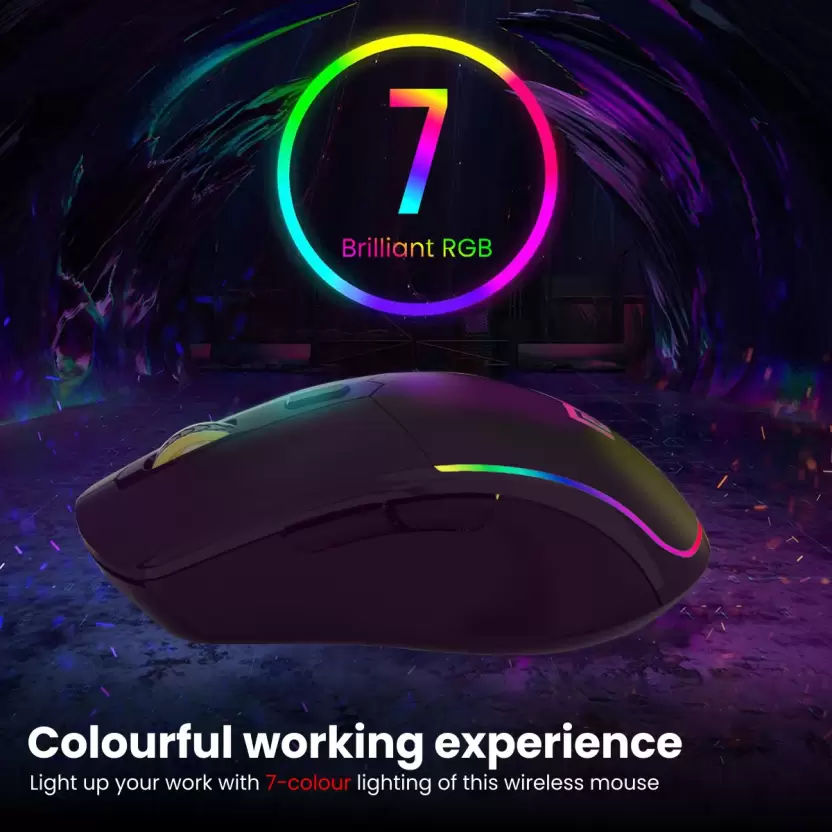 7
Brilliant RGB
Colourful working experience
Light up your work with 7-colour lighting of this wireless mouse